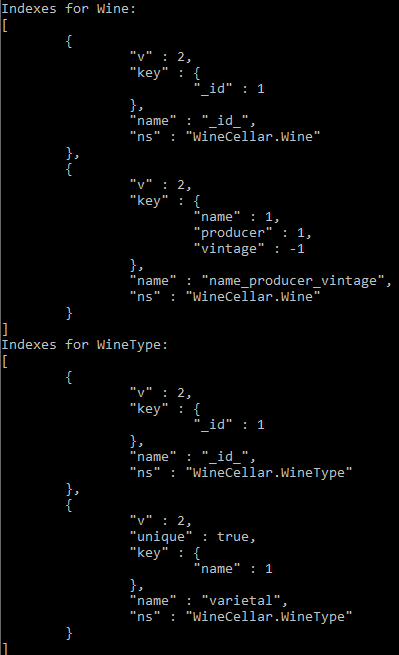 Indexes for Wine:
[
        {
                "v" : 2,
                "key" : {
                        "_id" : 1
                },
                "name" : "_id_",
                "ns" : "WineCellar.Wine"
        },
        {
                "v" : 2,
                "key" : {
                        "name" : 1,
                        "producer" : 1,
                        "vintage" : -1
                },
                "name" : "name_producer_vintage",
                "ns" : "WineCellar.Wine"
        }
]
Indexes for WineType:
[
        {
                "v" : 2,
                "key" : {
                        "_id" : 1
                },
                "name" : "_id_",
                "ns" : "WineCellar.WineType"
        },
        {
                "v" : 2,
                "unique" : true,
                "key" : {
                        "name" : 1
                },
                "name" : "varietal",
                "ns" : "WineCellar.WineType"
        }
]